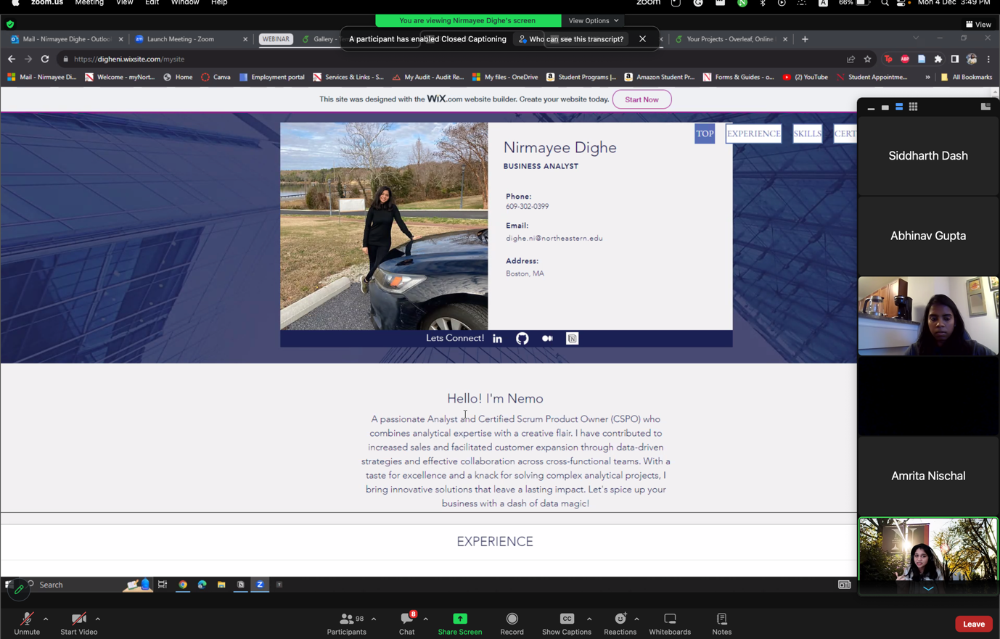 zoom.us Meeting View Edit Window Help
zoom
66% Mon 4 Dec 3:49 PM
You are viewing Nirmayee Dighe's screen View Options
View
Mail - Nirmayee Dighe - Outloo
Launch Meeting - Zoom
WEBINAR
Gallery
Your Projects - Overleaf, Online
A participant has enabled Closed Captioning Who can see this transcript?
https://digheni.wixsite.com/mysite
Mail - Nirmayee Di... Welcome - myNort... Home Canva Employment portal Services & Links - S... My Audit - Audit Re... My files - OneDrive Student Programs |... Amazon Student Pr... Forms & Guides - o... (2) YouTube Student Appointme... » All Bookmarks
This site was designed with the WiX.com website builder. Create your website today. Start Now
TOP EXPERIENCE SKILLS CERT
Nirmayee Dighe
BUSINESS ANALYST
Phone:
609-302-0399
Email:
dighe.ni@northeastern.edu
Address:
Boston, MA
Lets Connect!
Hello! I'm Nemo
A passionate Analyst and Certified Scrum Product Owner (CSPO) who
combines analytical expertise with a creative flair. I have contributed to
increased sales and facilitated customer expansion through data-driven
strategies and effective collaboration across cross-functional teams. With a
taste for excellence and a knack for solving complex analytical projects, I
bring innovative solutions that leave a lasting impact. Let's spice up your
business with a dash of data magic!
EXPERIENCE
Siddharth Dash
Abhinav Gupta
Amrita Nischal
Search
98
8
Unmute Start Video Participants Chat Share Screen Record Show Captions Reactions Whiteboards Notes Leave